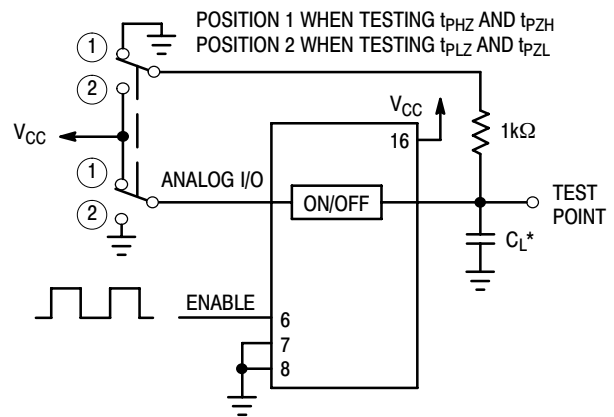 POSITION 1 WHEN TESTING tPHZ AND tPZH
POSITION 2 WHEN TESTING tPLZ AND tPZL
1
2
VCC
1
2
ANALOG I/O
ON/OFF
VCC
16
1kΩ
TEST
POINT
CL*
ENABLE
6
7
8